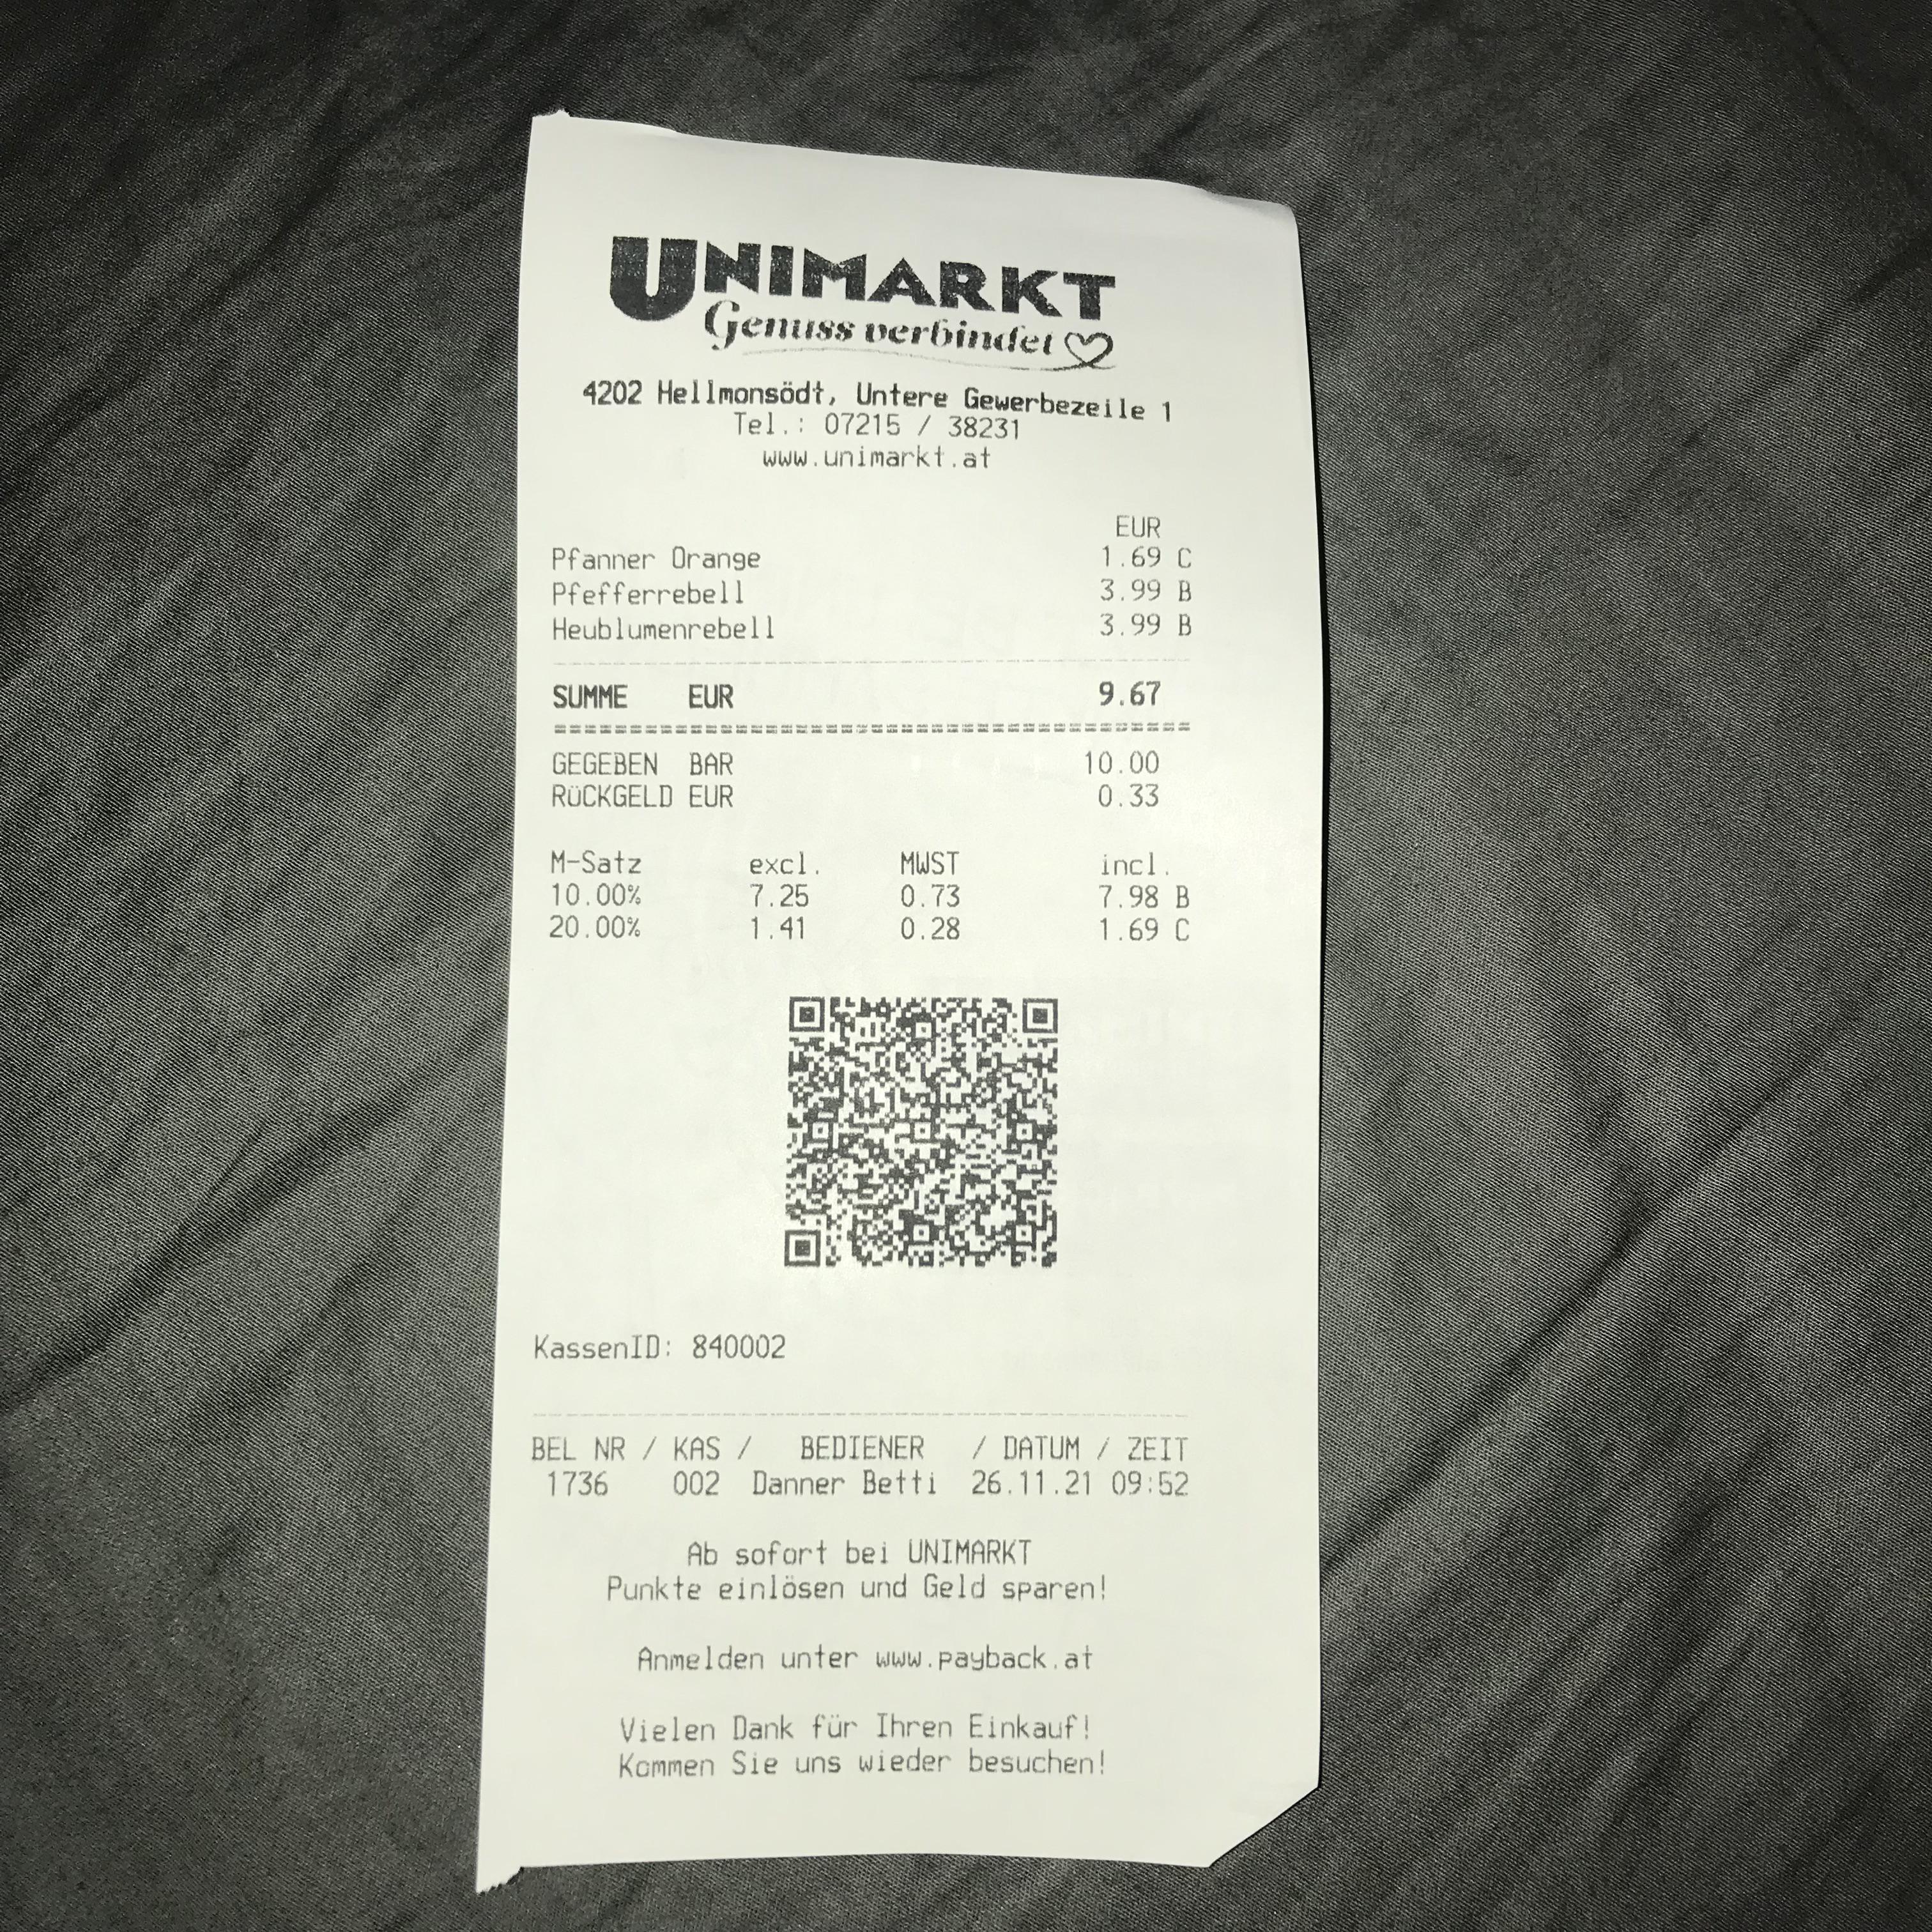 UNIMARKT
Genuss verbindet
4202 Hellmonsödt, Untere Gewerbezeile 1
Tel.: 07215 / 38231
www.unimarkt.at
EUR
Pfanner Orange 1.69 C
Pfefferrebell 3.99 B
Heublumenrebell 3.99 B
SUMME EUR 9.67
GEGEBEN BAR 10.00
RÜCKGELD EUR 0.33
M-Satz excl. MWST incl.
10.00% 7.25 0.73 7.98 B
20.00% 1.41 0.28 1.69 C
KassenID: 840002
BEL NR / KAS / BEDIENER / DATUM / ZEIT
1736 002 Danner Betti 26.11.21 09:52
Ab sofort bei UNIMARKT
Punkte einlösen und Geld sparen!
Anmelden unter www.payback.at
Vielen Dank für Ihren Einkauf!
Kommen Sie uns wieder besuchen!